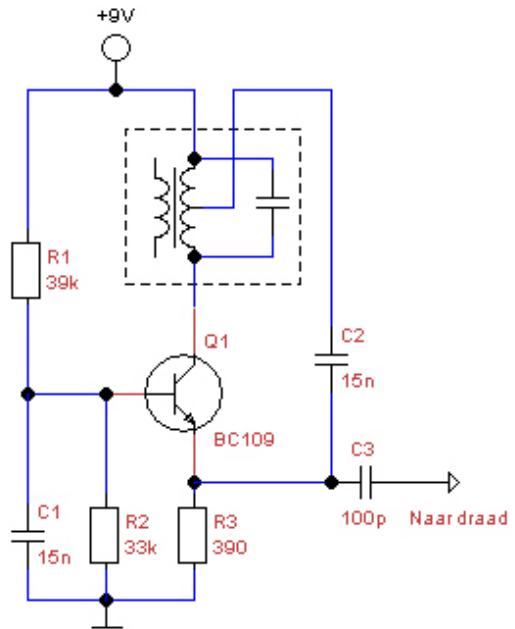 +9V
R1
39k
Q1
C2
15n
BC109
C3
100p
Naar draad
C1
15n
R2
33k
R3
390